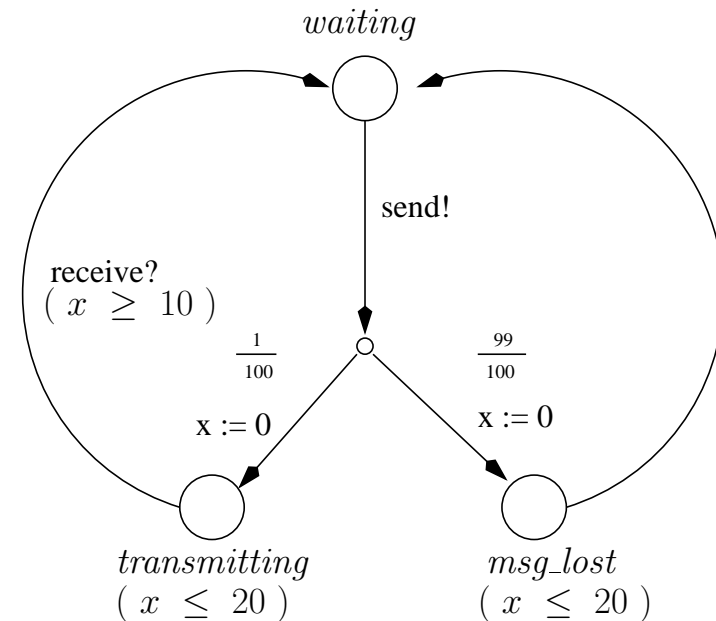 waiting
send!
receive?
( x ≥ 10 )
1
100
99
100
x := 0
x := 0
transmitting
( x ≤ 20 )
msg_lost
( x ≤ 20 )